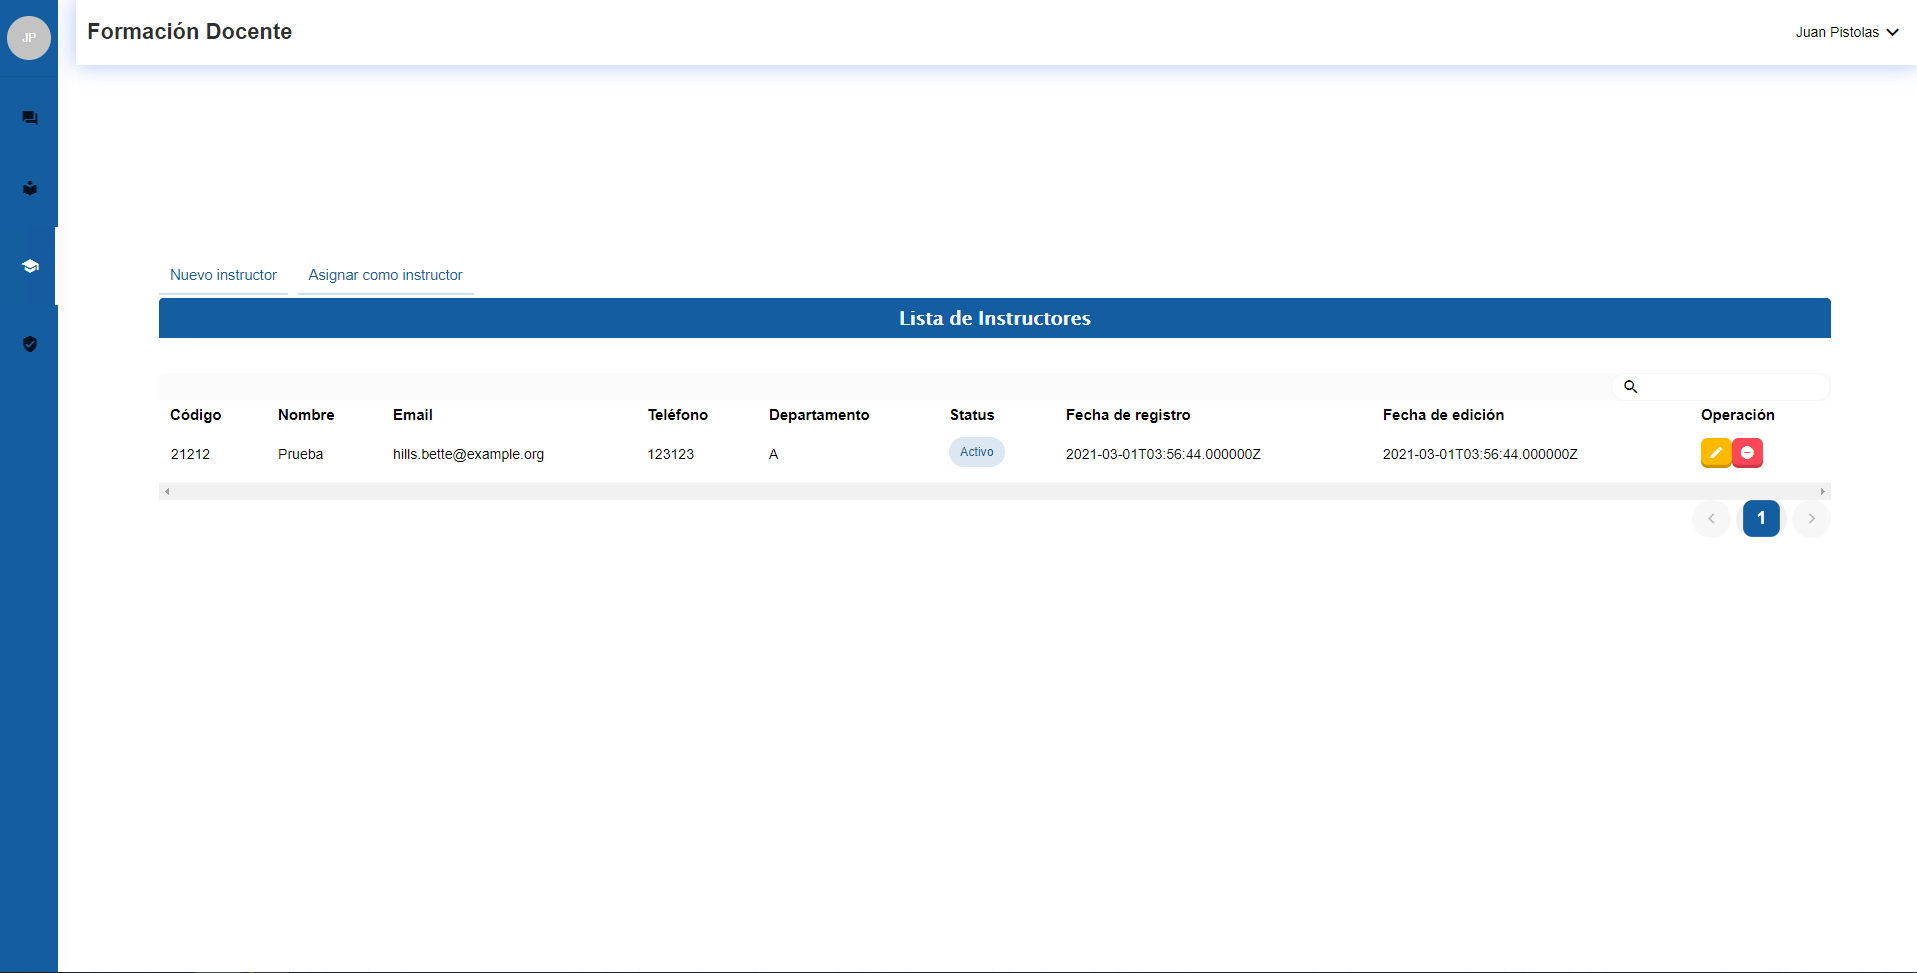 JP
Formación Docente
Juan Pistolas
Nuevo instructor Asignar como instructor
Lista de Instructores
Código Nombre Email Teléfono Departamento Status Fecha de registro Fecha de edición Operación
21212 Prueba hills.bette@example.org 123123 A Activo 2021-03-01T03:56:44.000000Z 2021-03-01T03:56:44.000000Z
1